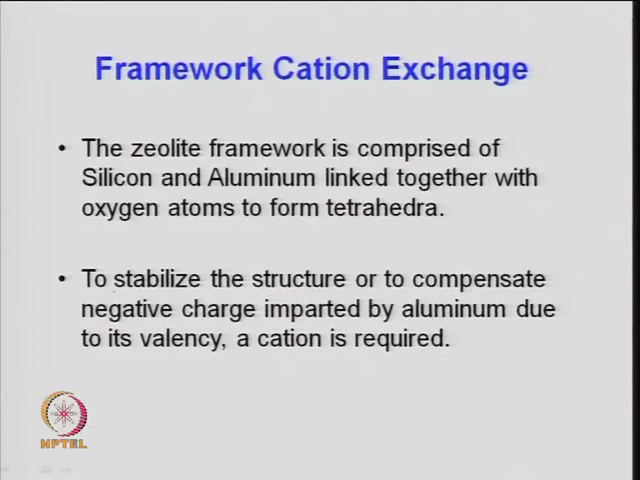 Framework Cation Exchange
• The zeolite framework is comprised of
Silicon and Aluminum linked together with
oxygen atoms to form tetrahedra.
• To stabilize the structure or to compensate
negative charge imparted by aluminum due
to its valency, a cation is required.
NPTEL